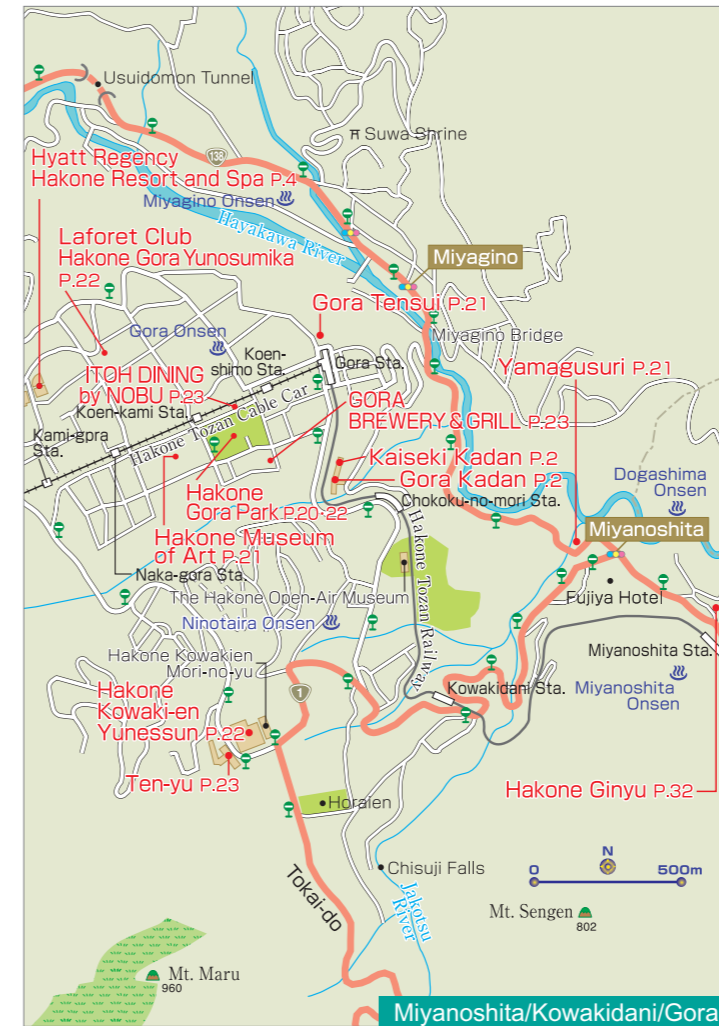 Usuidomon Tunnel
Suwa Shrine
138
Hyatt Regency
Hakone Resort and Spa P.4
Miyagino Onsen
Hayakawa River
Laforet Club
Hakone Gora Yunosumika
P.22
Miyagino
Gora Tensui P.21
Gora Onsen
Miyagino Bridge
Koen-
shimo Sta.
Gora Sta.
Yamagusuri P.21
ITOH DINING
by NOBU P.23
Koen-kami Sta.
Hakone Tozan Cable Car
GORA
BREWERY & GRILL P.23
Kami-gpra
Sta.
Kaiseki Kadan P.2
Gora Kadan P.2
Dogashima
Onsen
Hakone
Gora Park P.20-22
Chokoku-no-mori Sta.
Hakone Museum
of Art P.21
Miyanoshita
Naka-gora Sta.
Hakone Tozan Railway
The Hakone Open-Air Museum
Fujiya Hotel
Ninotaira Onsen
Miyanoshita Sta.
Hakone Kowakien
Mori-no-yu
1
Kowakidani Sta.
Miyanoshita
Onsen
Hakone
Kowaki-en
Yunessun P.22
Ten-yu P.23
Hakone Ginyu P.32
Horaien
Chisuji Falls
N
0 500m
Tokai-do
Jakotsu
River
Mt. Sengen
802
Mt. Maru
960
Miyanoshita/Kowakidani/Gora